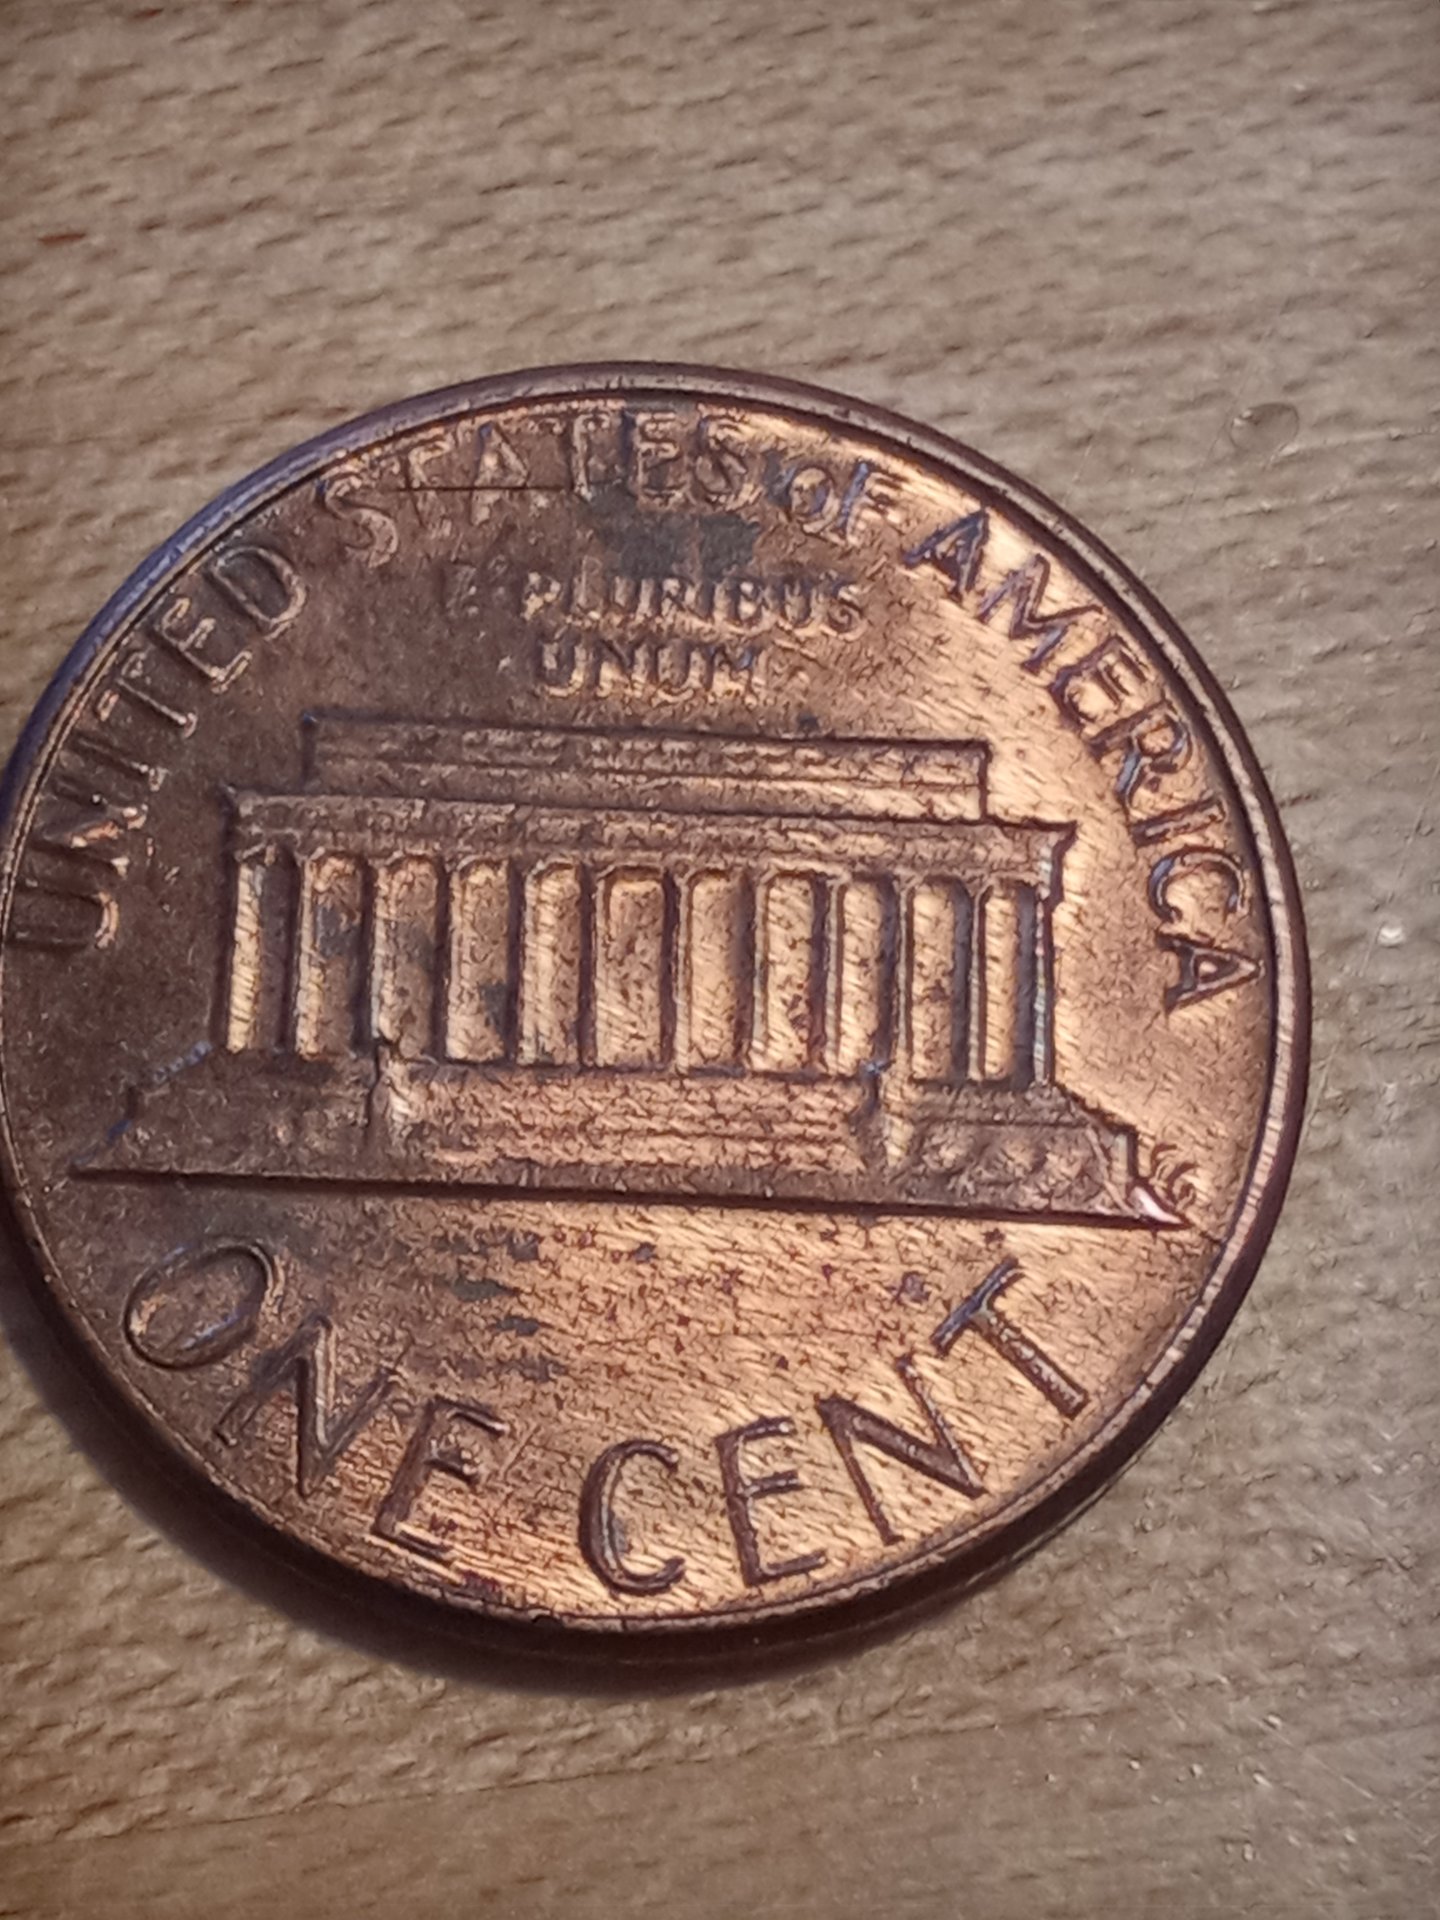 UNITED STATES OF AMERICA
E PLURIBUS
UNUM
ONE CENT